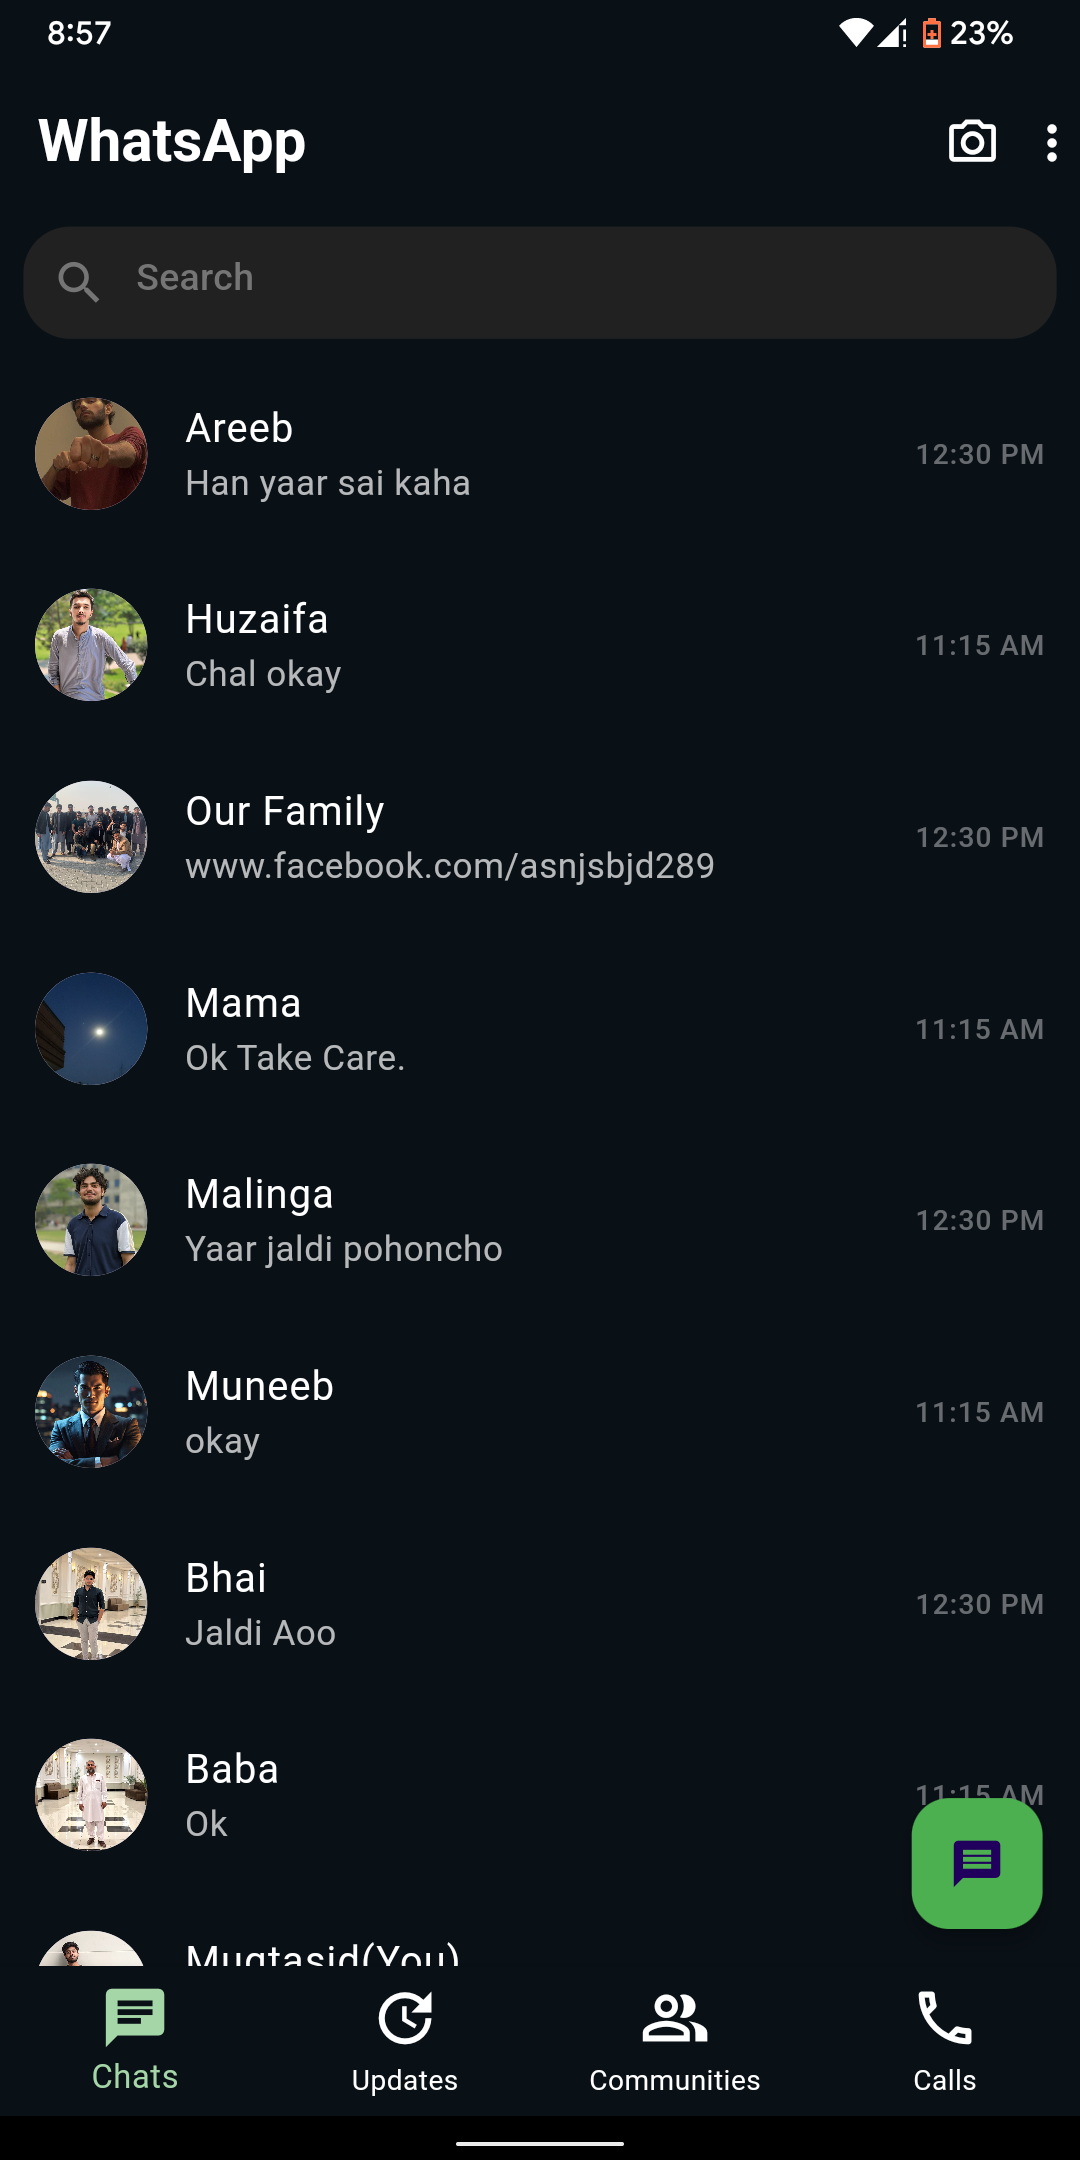 8:57
23%
WhatsApp
Search
Areeb
Han yaar sai kaha
12:30 PM
Huzaifa
Chal okay
11:15 AM
Our Family
www.facebook.com/asnjsbjd289
12:30 PM
Mama
Ok Take Care.
11:15 AM
Malinga
Yaar jaldi pohoncho
12:30 PM
Muneeb
okay
11:15 AM
Bhai
Jaldi Aoo
12:30 PM
Baba
Ok
11:15 AM
Muqtasid(You)
Chats
Updates
Communities
Calls